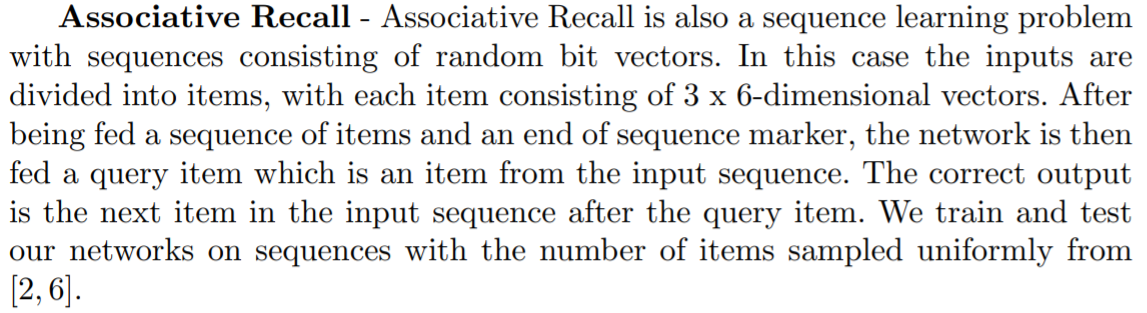 Associative Recall - Associative Recall is also a sequence learning problem
with sequences consisting of random bit vectors. In this case the inputs are
divided into items, with each item consisting of 3 x 6-dimensional vectors. After
being fed a sequence of items and an end of sequence marker, the network is then
fed a query item which is an item from the input sequence. The correct output
is the next item in the input sequence after the query item. We train and test
our networks on sequences with the number of items sampled uniformly from
[2, 6].